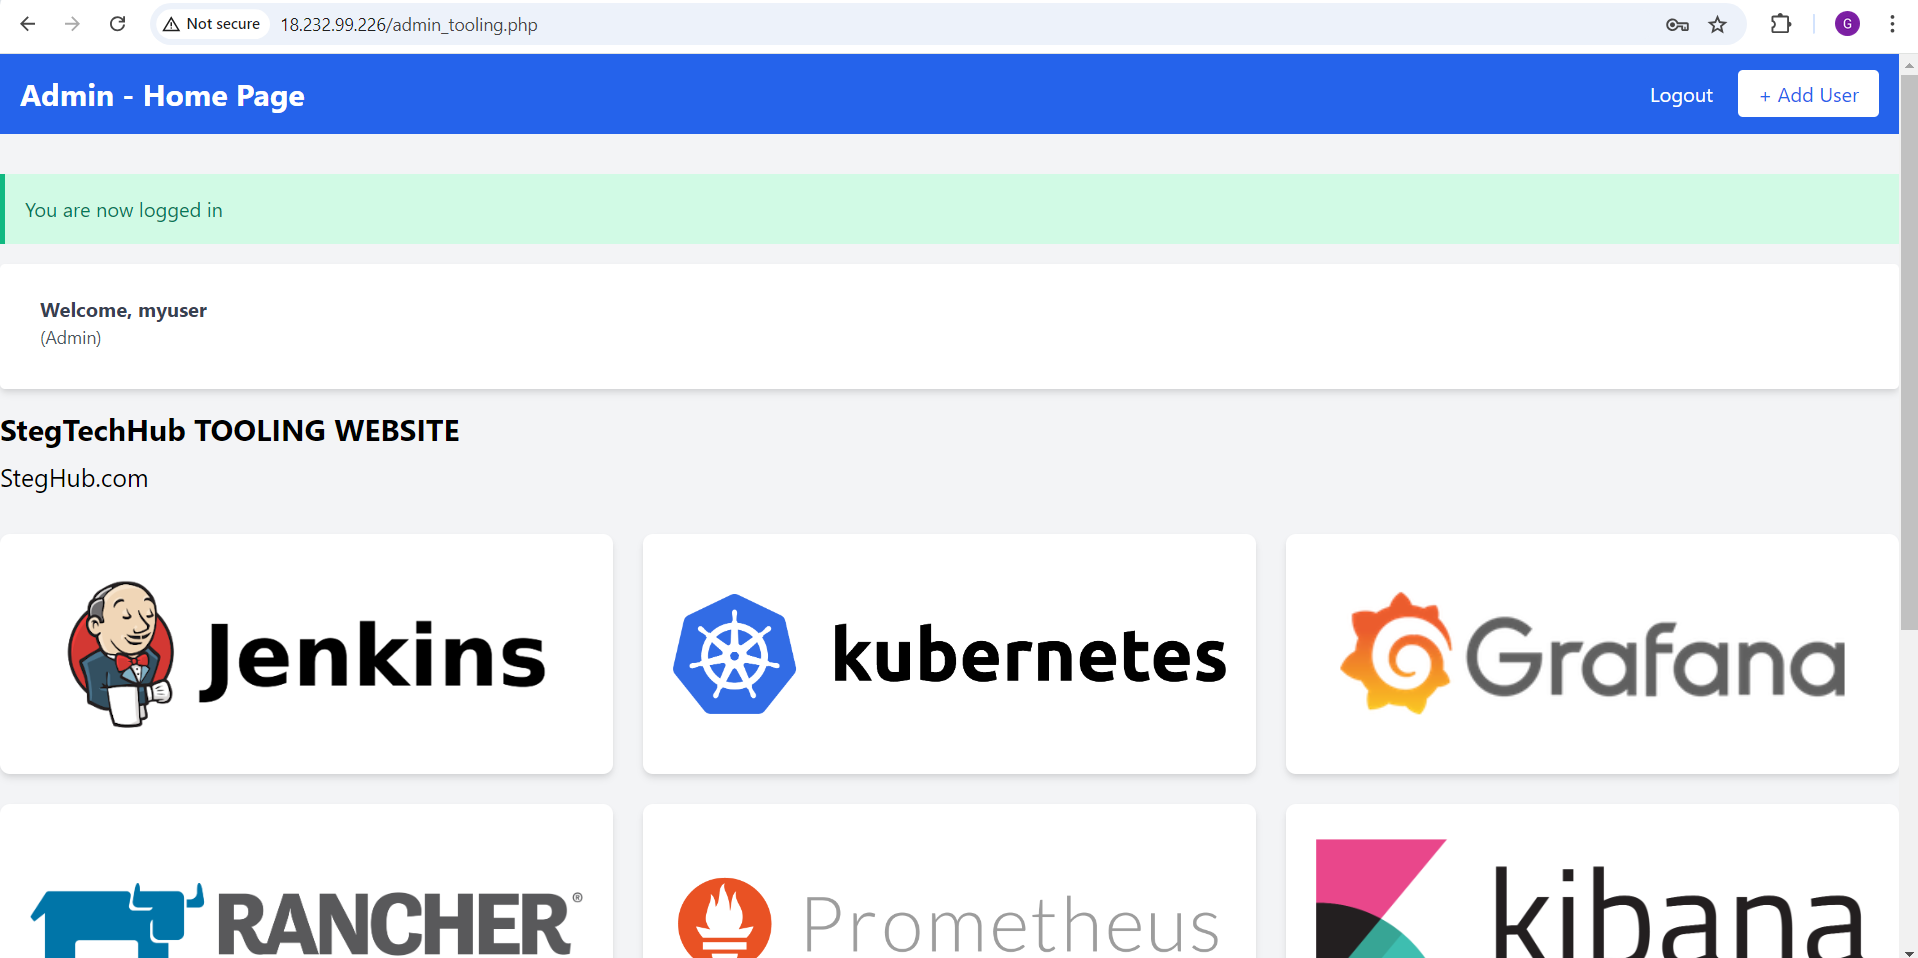 Not secure 18.232.99.226/admin_tooling.php G
Admin - Home Page Logout + Add User
You are now logged in
Welcome, myuser
(Admin)
StegTechHub TOOLING WEBSITE
StegHub.com
Jenkins kubernetes Grafana
RANCHER® Prometheus kibana